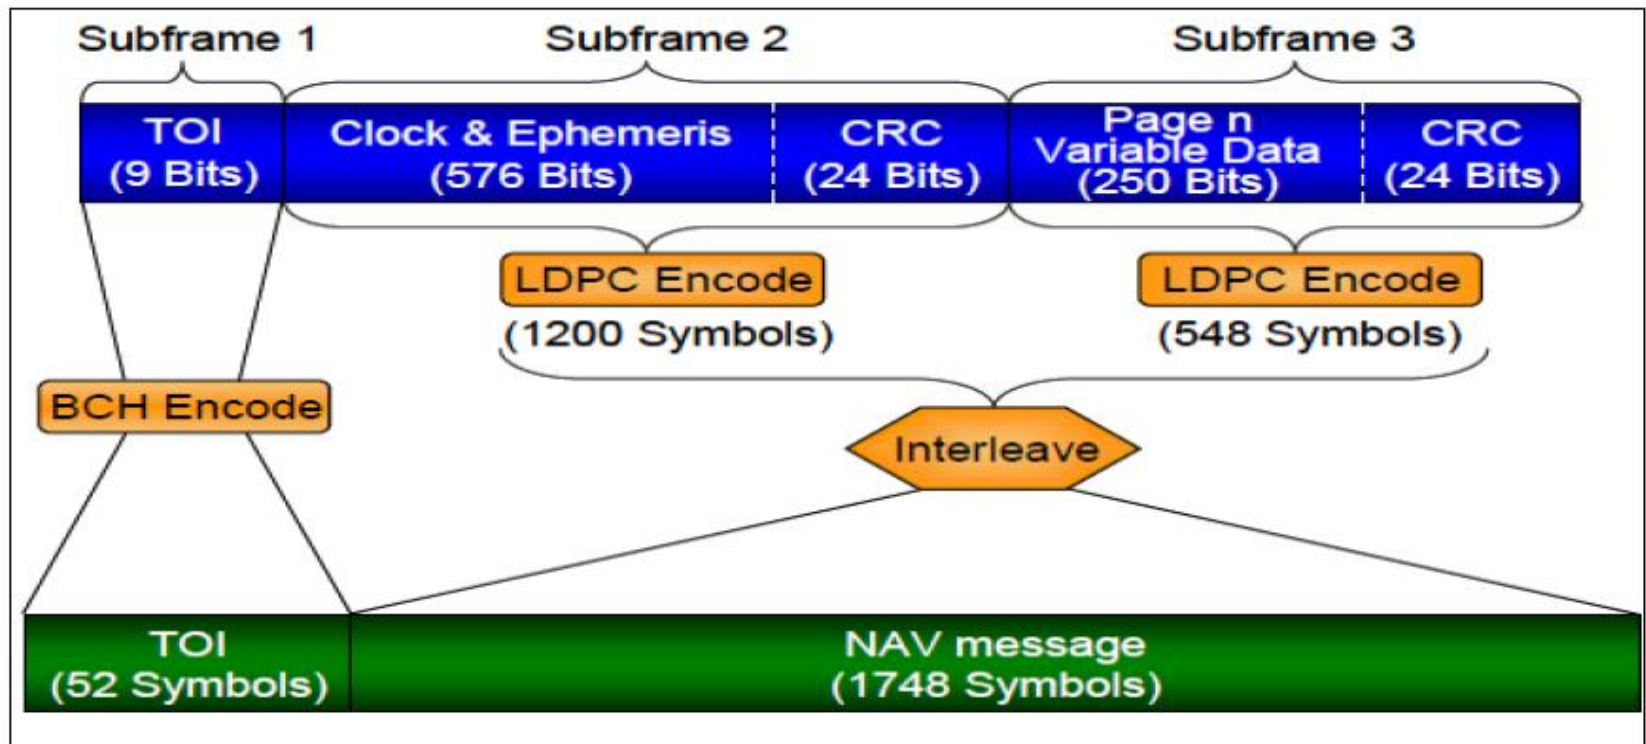 Subframe 1
Subframe 2
Subframe 3
TOI
(9 Bits)
Clock & Ephemeris
(576 Bits)
CRC
(24 Bits)
Page n
Variable Data
(250 Bits)
CRC
(24 Bits)
LDPC Encode
(1200 Symbols)
LDPC Encode
(548 Symbols)
BCH Encode
Interleave
TOI
(52 Symbols)
NAV message
(1748 Symbols)